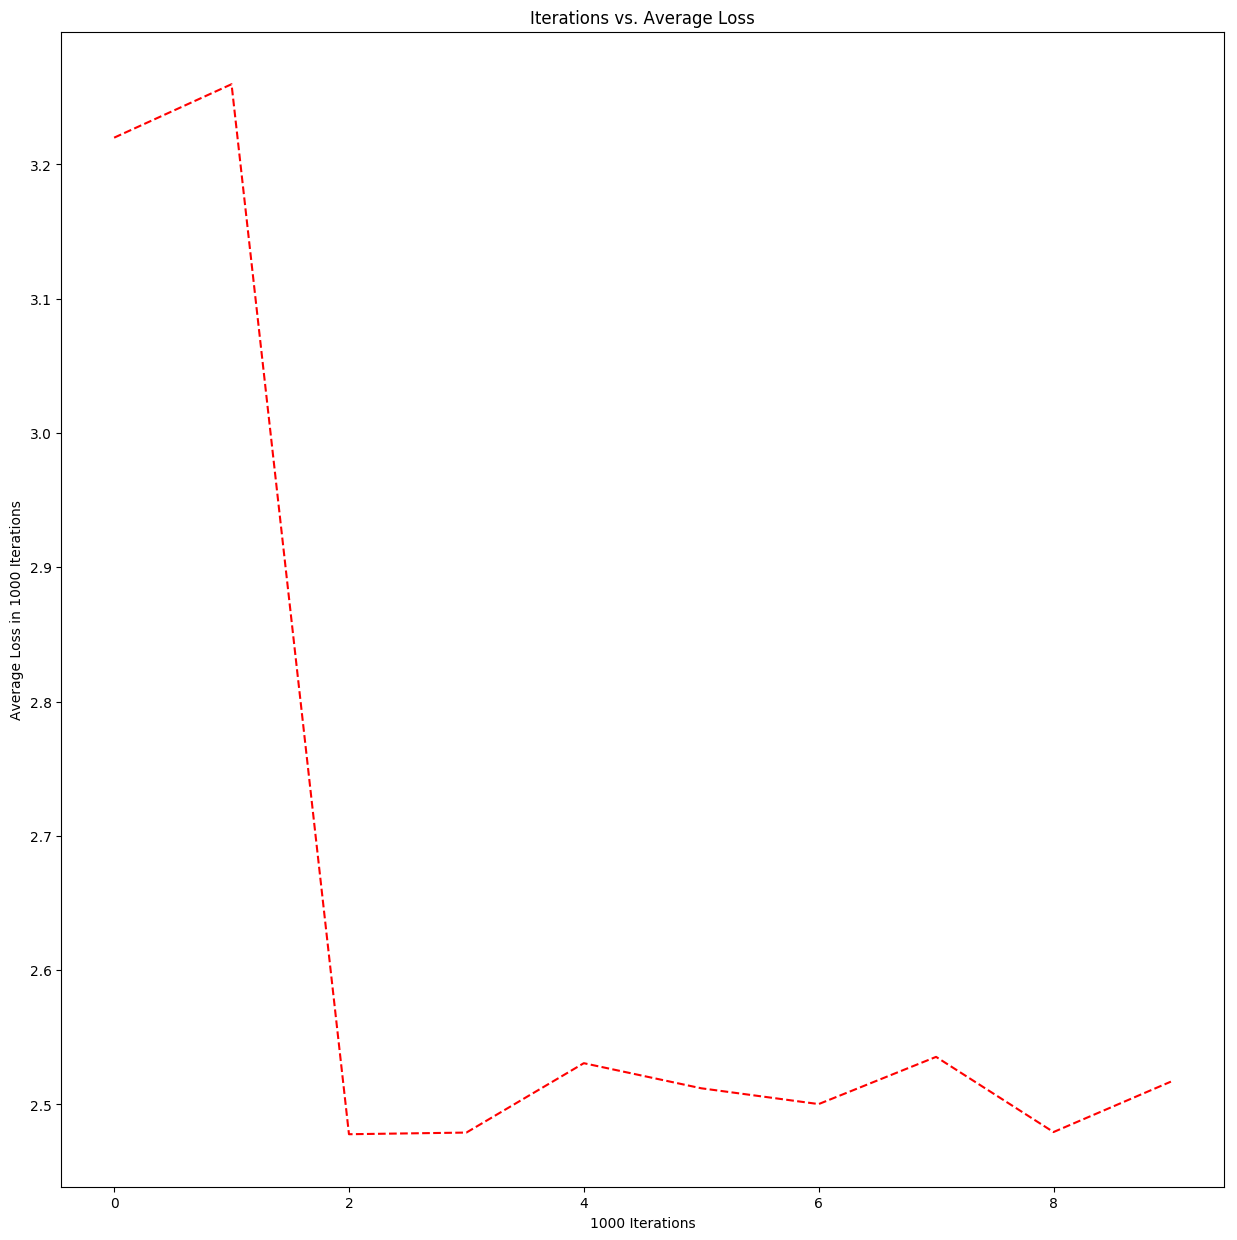 Iterations vs. Average Loss
3.2
3.1
3.0
2.9
2.8
2.7
2.6
2.5
Average Loss in 1000 Iterations
0 2 4 6 8
1000 Iterations